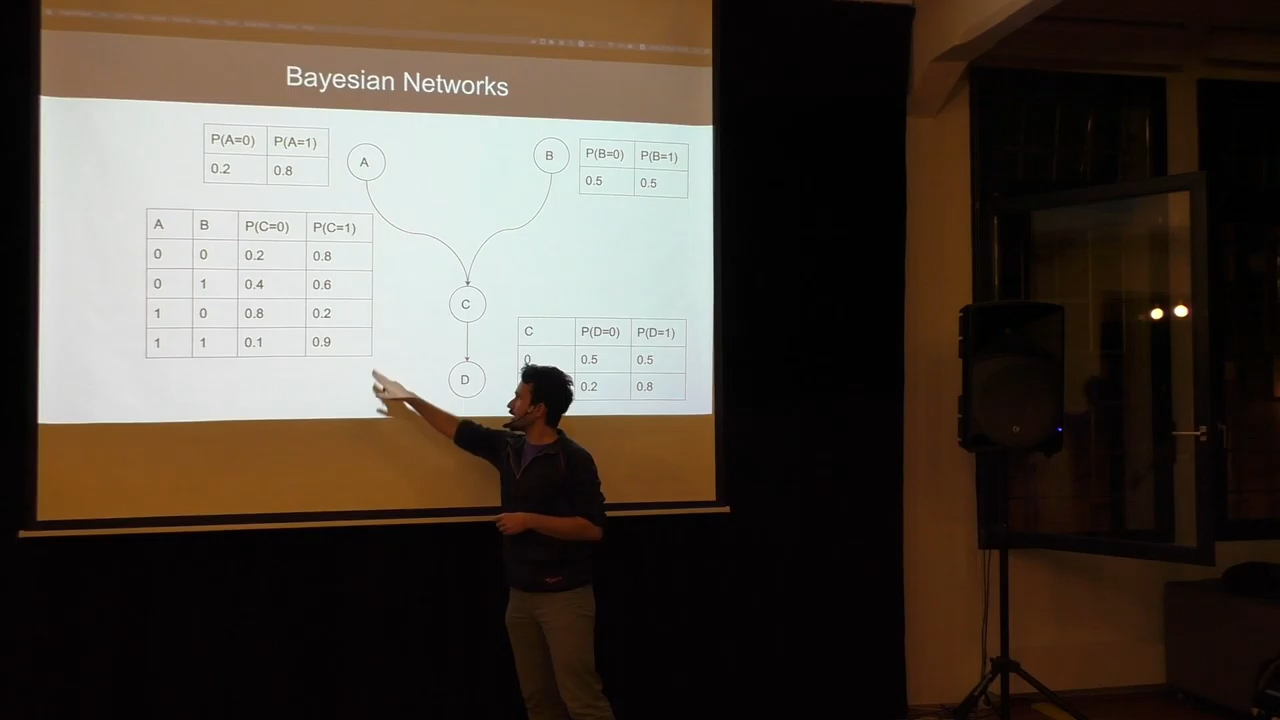 Bayesian Networks
P(A=0) P(A=1)
0.2 0.8
A
B
P(B=0) P(B=1)
0.5 0.5
A B P(C=0) P(C=1)
0 0 0.2 0.8
0 1 0.4 0.6
1 0 0.8 0.2
1 1 0.1 0.9
C
D
C P(D=0) P(D=1)
0 0.5 0.5
0.2 0.8